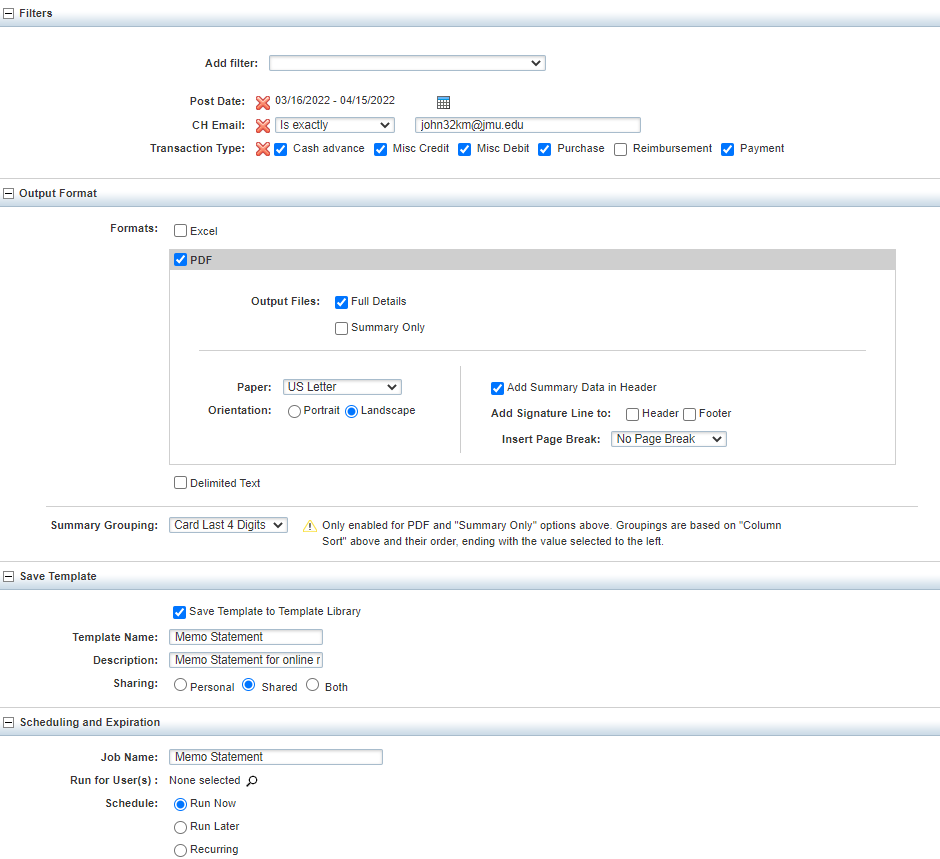 Filters
Add filter:
Post Date: 03/16/2022 - 04/15/2022
CH Email: Is exactly john32km@jmu.edu
Transaction Type: Cash advance Misc Credit Misc Debit Purchase Reimbursement Payment
Output Format
Formats: Excel
PDF
Output Files: Full Details
Summary Only
Paper: US Letter
Orientation: Portrait Landscape
Add Summary Data in Header
Add Signature Line to: Header Footer
Insert Page Break: No Page Break
Delimited Text
Summary Grouping: Card Last 4 Digits Only enabled for PDF and "Summary Only" options above. Groupings are based on "Column
Sort" above and their order, ending with the value selected to the left.
Save Template
Save Template to Template Library
Template Name: Memo Statement
Description: Memo Statement for online r
Sharing: Personal Shared Both
Scheduling and Expiration
Job Name: Memo Statement
Run for User(s) : None selected
Schedule: Run Now
Run Later
Recurring